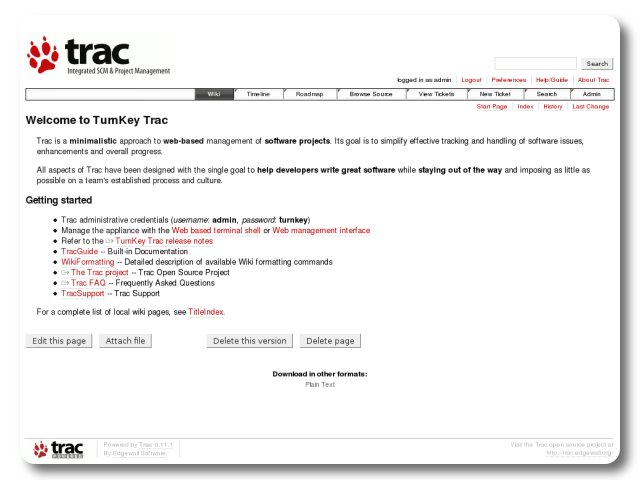 trac
Integrated SCM & Project Management
Search
logged in as admin Logout Preferences Help/Guide About Trac
Wiki Timeline Roadmap Browse Source View Tickets New Ticket Search Admin
Start Page Index History Last Change
Welcome to TurnKey Trac
Trac is a minimalistic approach to web-based management of software projects. Its goal is to simplify effective tracking and handling of software issues,
enhancements and overall progress.
All aspects of Trac have been designed with the single goal to help developers write great software while staying out of the way and imposing as little as
possible on a team's established process and culture.
Getting started
Trac administrative credentials (username: admin, password: turnkey)
Manage the appliance with the Web based terminal shell or Web management interface
Refer to the TurnKey Trac release notes
TracGuide -- Built-in Documentation
WikiFormatting -- Detailed description of available Wiki formatting commands
The Trac project -- Trac Open Source Project
Trac FAQ -- Frequently Asked Questions
TracSupport -- Trac Support
For a complete list of local wiki pages, see TitleIndex.
Edit this page Attach file Delete this version Delete page
Download in other formats:
Plain Text
trac
POWERED
Powered by Trac 0.11.1
By Edgewall Software.
Visit the Trac open source project at
http://trac.edgewall.org/